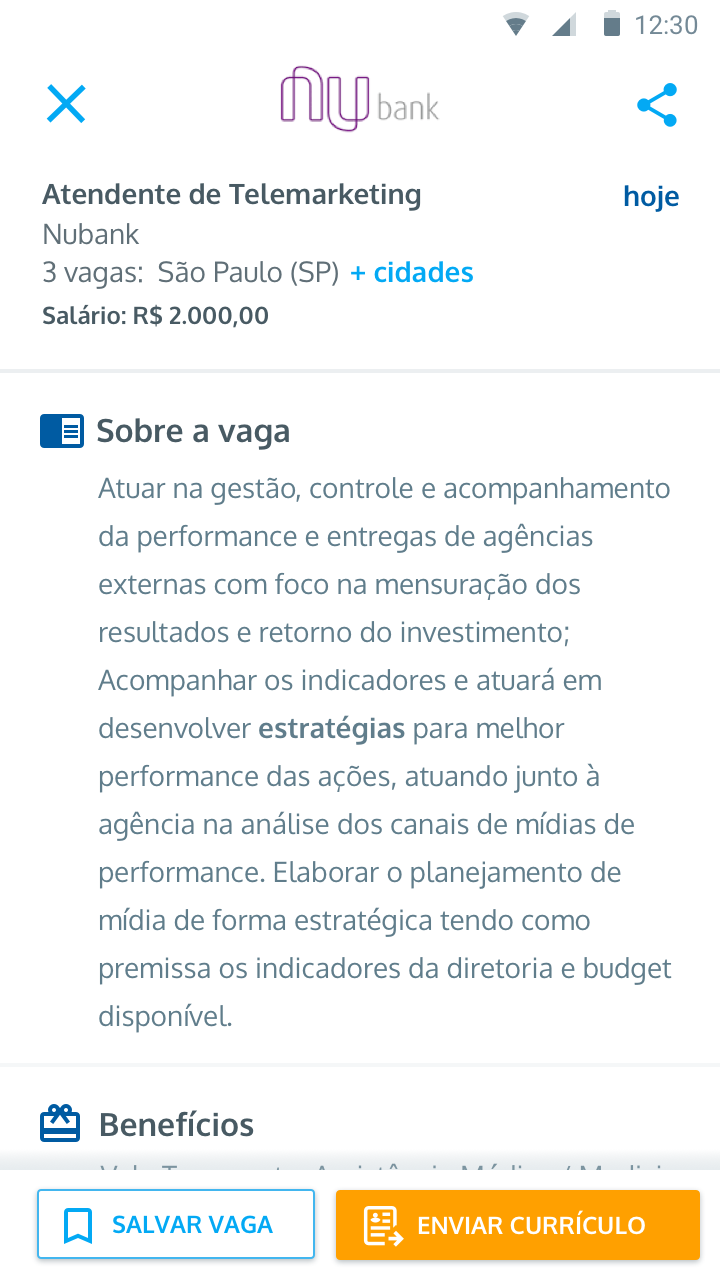 12:30
nu bank
Atendente de Telemarketing
hoje
Nubank
3 vagas: São Paulo (SP) + cidades
Salário: R$ 2.000,00
Sobre a vaga
Atuar na gestão, controle e acompanhamento
da performance e entregas de agências
externas com foco na mensuração dos
resultados e retorno do investimento;
Acompanhar os indicadores e atuará em
desenvolver estratégias para melhor
performance das ações, atuando junto à
agência na análise dos canais de mídias de
performance. Elaborar o planejamento de
mídia de forma estratégica tendo como
premissa os indicadores da diretoria e budget
disponível.
Benefícios
SALVAR VAGA
ENVIAR CURRÍCULO